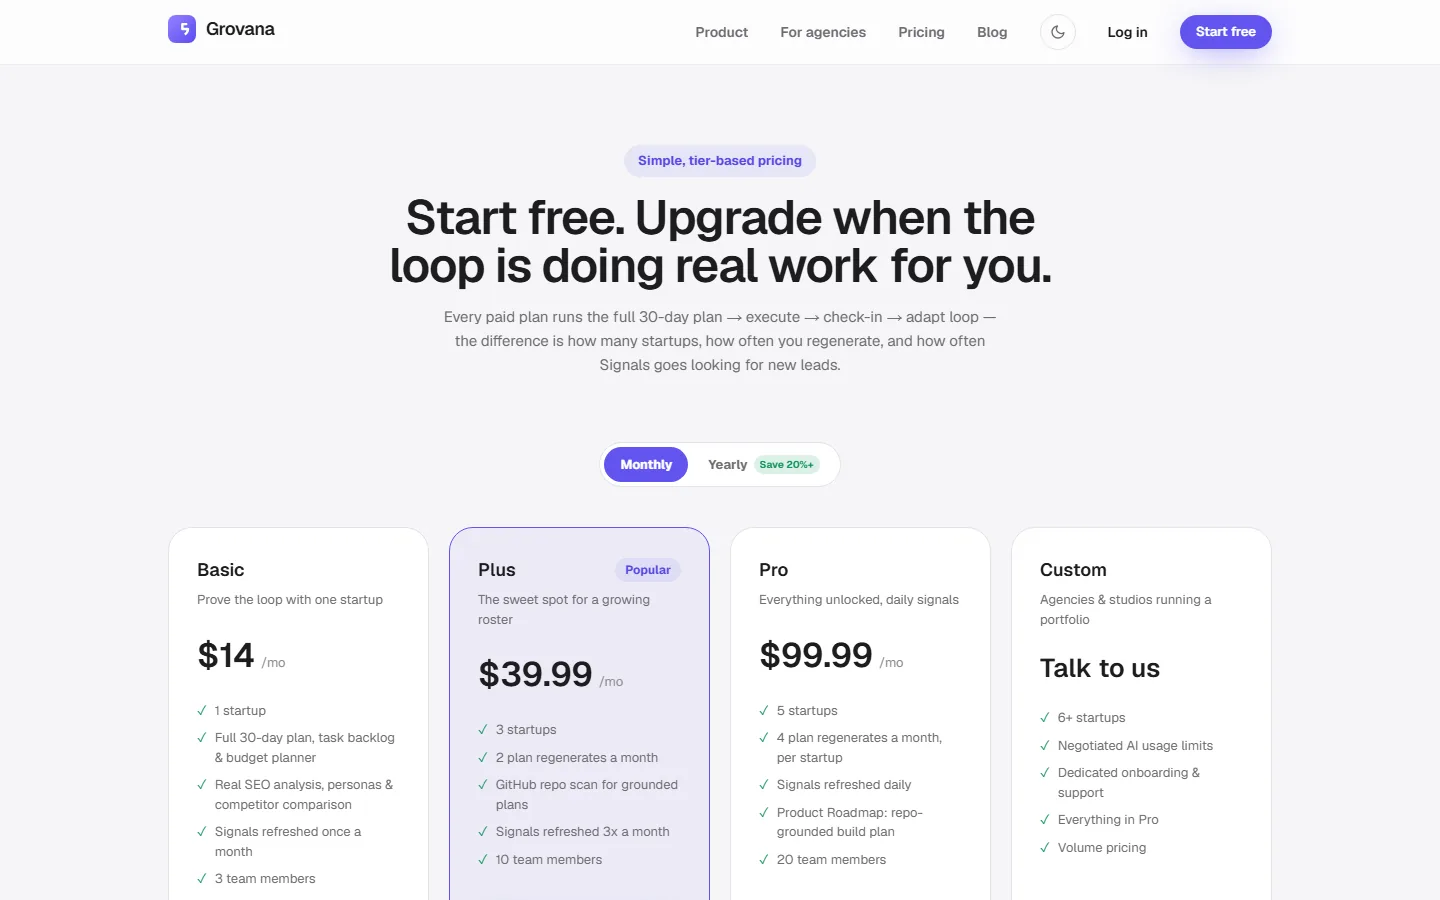 Grovana
Product
For agencies
Pricing
Blog
Log in
Start free
Simple, tier-based pricing
Start free. Upgrade when the
loop is doing real work for you.
Every paid plan runs the full 30-day plan → execute → check-in → adapt loop —
the difference is how many startups, how often you regenerate, and how often
Signals goes looking for new leads.
Monthly
Yearly
Save 20%+
Basic
Prove the loop with one startup
$14 /mo
✓ 1 startup
✓ Full 30-day plan, task backlog
& budget planner
✓ Real SEO analysis, personas &
competitor comparison
✓ Signals refreshed once a
month
✓ 3 team members
Plus
Popular
The sweet spot for a growing
roster
$39.99 /mo
✓ 3 startups
✓ 2 plan regenerates a month
✓ GitHub repo scan for grounded
plans
✓ Signals refreshed 3x a month
✓ 10 team members
Pro
Everything unlocked, daily signals
$99.99 /mo
✓ 5 startups
✓ 4 plan regenerates a month,
per startup
✓ Signals refreshed daily
✓ Product Roadmap: repo-
grounded build plan
✓ 20 team members
Custom
Agencies & studios running a
portfolio
Talk to us
✓ 6+ startups
✓ Negotiated AI usage limits
✓ Dedicated onboarding &
support
✓ Everything in Pro
✓ Volume pricing